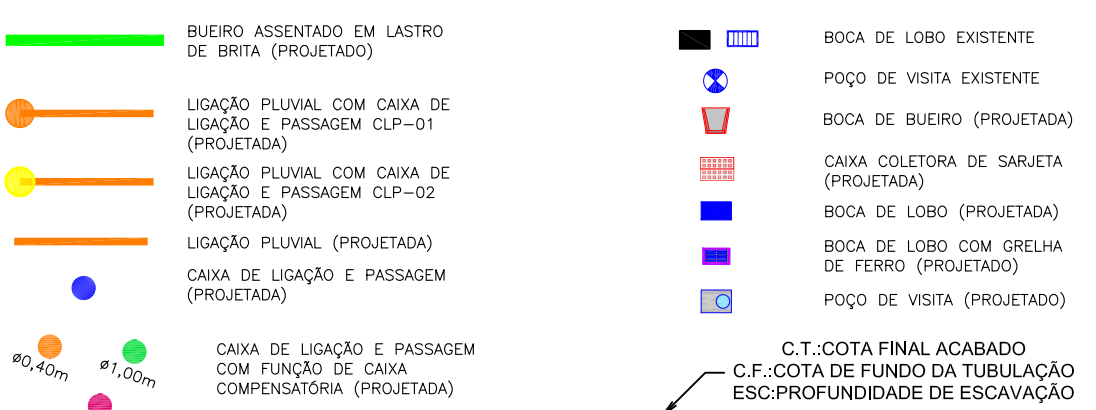 BUEIRO ASSENTADO EM LASTRO
DE BRITA (PROJETADO)
LIGAÇÃO PLUVIAL COM CAIXA DE
LIGAÇÃO E PASSAGEM CLP-01
(PROJETADA)
LIGAÇÃO PLUVIAL COM CAIXA DE
LIGAÇÃO E PASSAGEM CLP-02
(PROJETADA)
LIGAÇÃO PLUVIAL (PROJETADA)
CAIXA DE LIGAÇÃO E PASSAGEM
(PROJETADA)
ø0,40m
ø1,00m
CAIXA DE LIGAÇÃO E PASSAGEM
COM FUNÇÃO DE CAIXA
COMPENSATÓRIA (PROJETADA)
BOCA DE LOBO EXISTENTE
POÇO DE VISITA EXISTENTE
BOCA DE BUEIRO (PROJETADA)
CAIXA COLETORA DE SARJETA
(PROJETADA)
BOCA DE LOBO (PROJETADA)
BOCA DE LOBO COM GRELHA
DE FERRO (PROJETADO)
POÇO DE VISITA (PROJETADO)
C.T.:COTA FINAL ACABADO
C.F.:COTA DE FUNDO DA TUBULAÇÃO
ESC:PROFUNDIDADE DE ESCAVAÇÃO